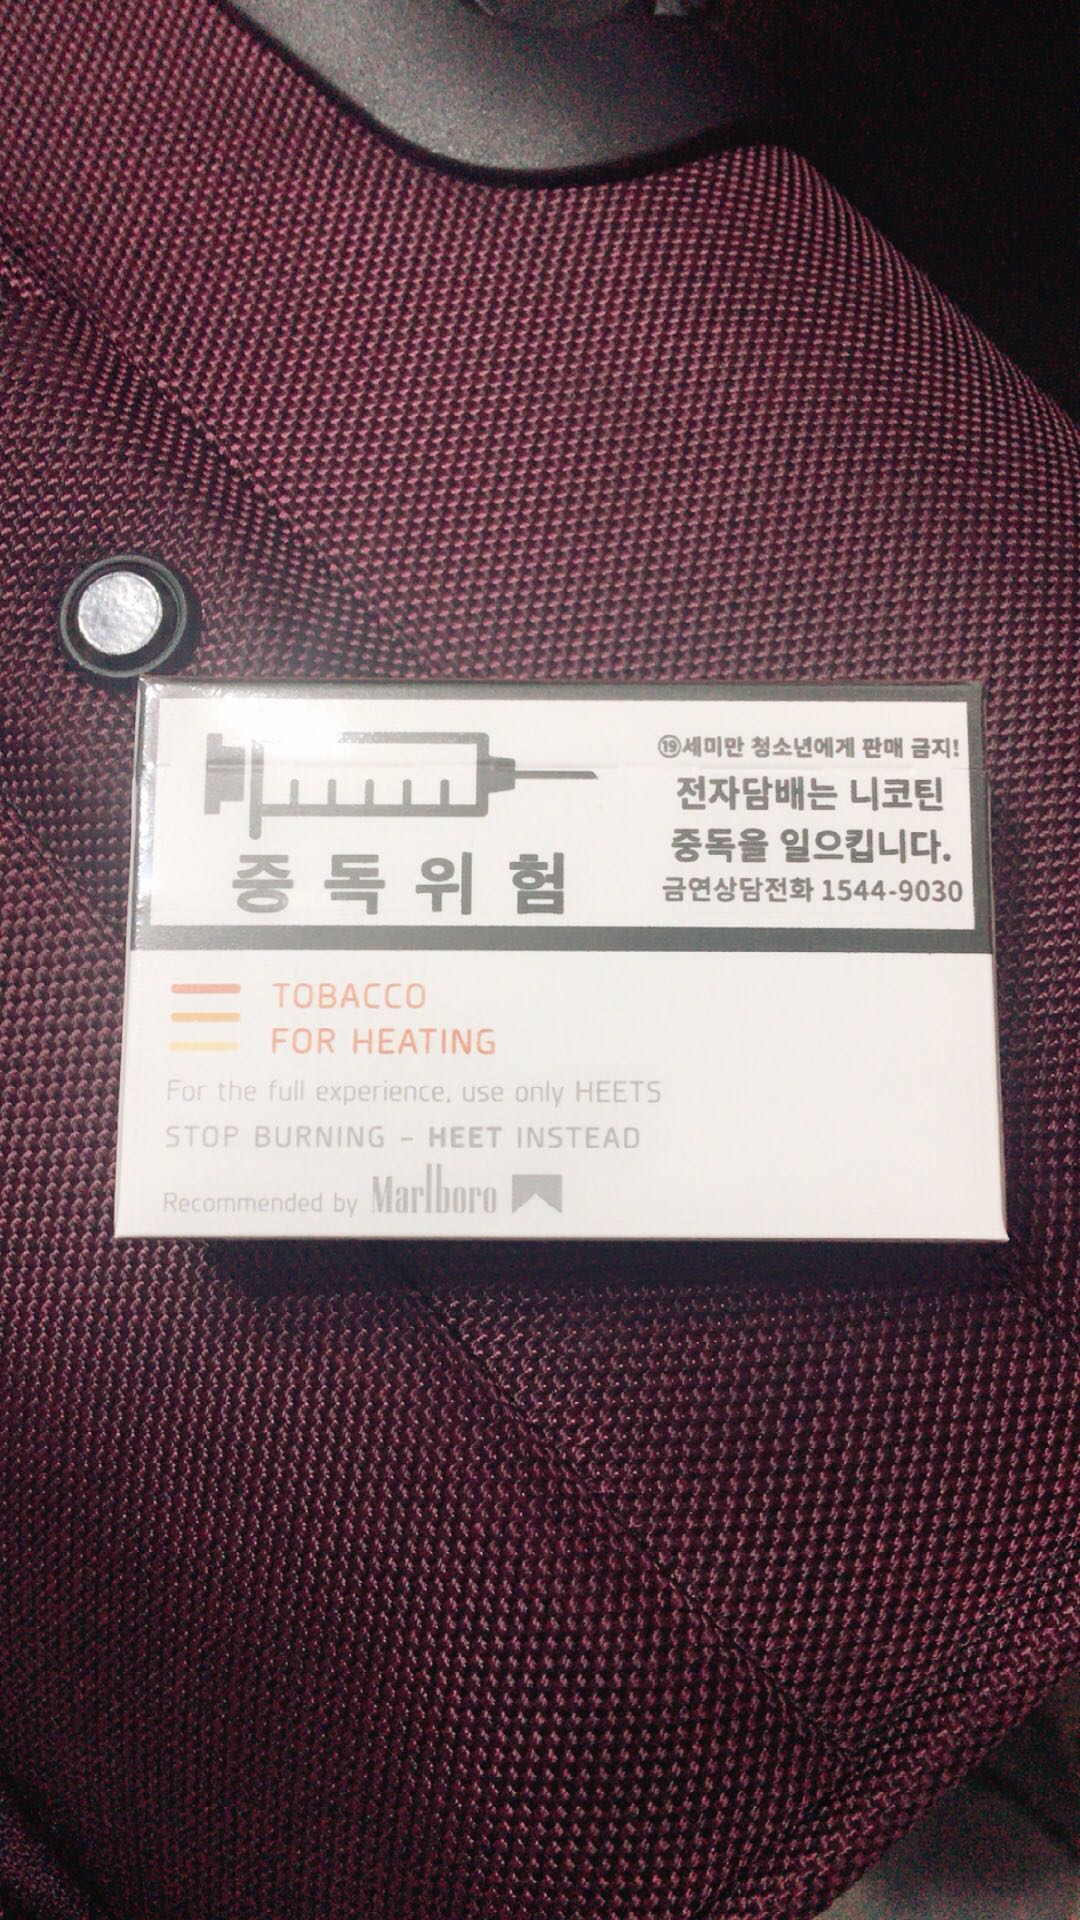 ⑲세미만 청소년에게 판매 금지!
전자담배는 니코틴
중독을 일으킵니다.
금연상담전화 1544-9030
중독위험
TOBACCO
FOR HEATING
For the full experience, use only HEETS
STOP BURNING – HEET INSTEAD
Recommended by Marlboro